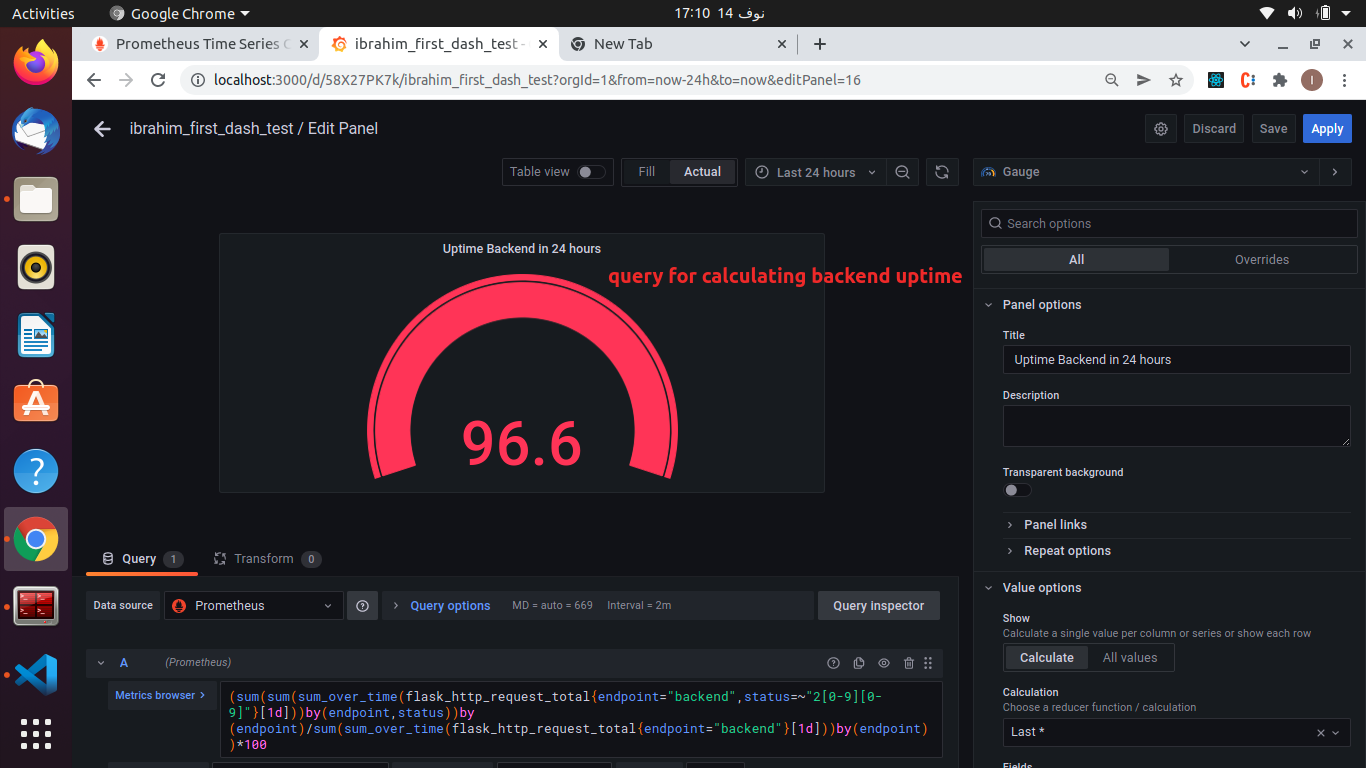 Activities
Google Chrome
17:10 14 نوف
Prometheus Time Series C
ibrahim_first_dash_test -
New Tab
localhost:3000/d/58X27PK7k/ibrahim_first_dash_test?orgId=1&from=now-24h&to=now&editPanel=16
I
ibrahim_first_dash_test / Edit Panel
Discard
Save
Apply
Table view
Fill
Actual
Last 24 hours
Gauge
Search options
All
Overrides
Uptime Backend in 24 hours
query for calculating backend uptime
96.6
Panel options
Title
Uptime Backend in 24 hours
Description
Transparent background
Panel links
Repeat options
Query 1
Transform 0
Data source
Prometheus
Query options
MD = auto = 669
Interval = 2m
Query inspector
A
(Prometheus)
Metrics browser >
(sum(sum(sum_over_time(flask_http_request_total{endpoint="backend",status=~"2[0-9][0-
9]"}[1d]))by(endpoint,status))by
(endpoint)/sum(sum_over_time(flask_http_request_total{endpoint="backend"}[1d]))by(endpoint)
)*100
Value options
Show
Calculate a single value per column or series or show each row
Calculate
All values
Calculation
Choose a reducer function / calculation
Last *
Fields